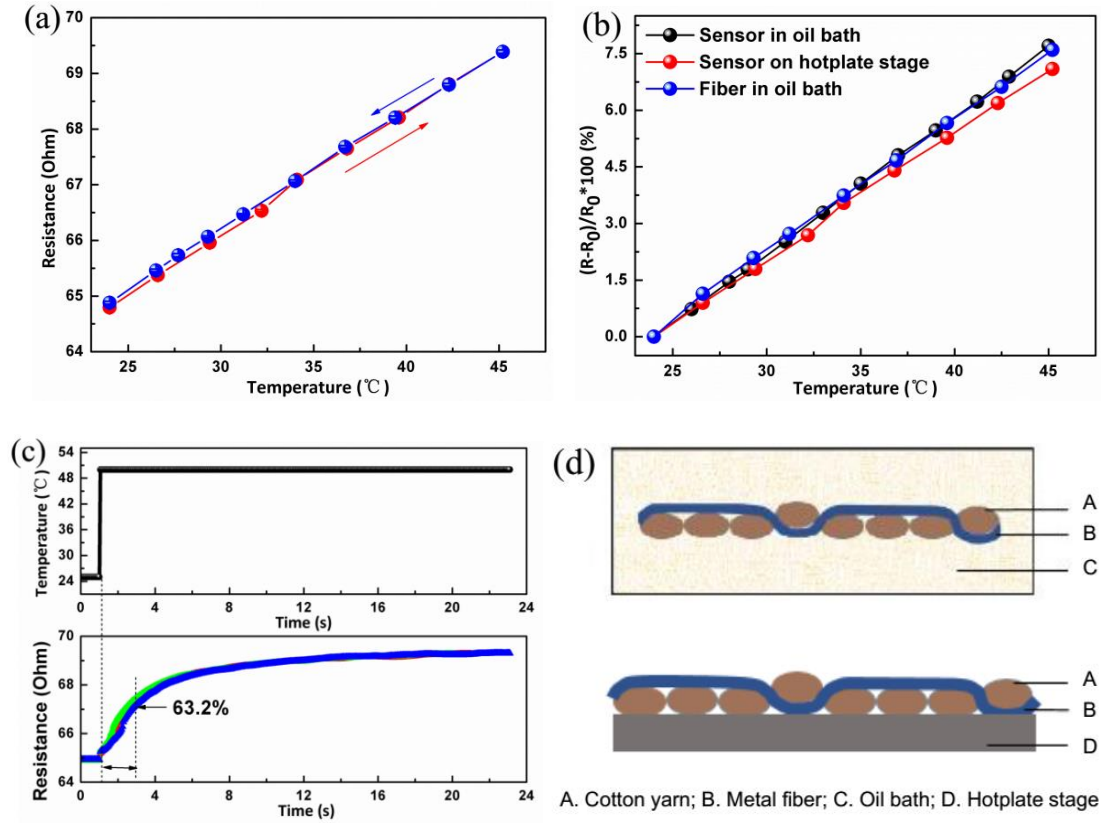 (a)
70
69
68
67
66
65
64
Resistance (Ohm)
25 30 35 40 45
Temperature (℃)
(b)
Sensor in oil bath
Sensor on hotplate stage
Fiber in oil bath
7.5
6.0
4.5
3.0
1.5
0.0
(R-R0)/R0*100 (%)
25 30 35 40 45
Temperature (℃)
(c)
54
48
42
36
30
24
Temperature (℃)
0 4 8 12 16 20 24
Time (s)
70
68
66
64
Resistance (Ohm)
63.2%
0 4 8 12 16 20 24
Time (s)
(d)
A
B
C
A
B
D
A. Cotton yarn; B. Metal fiber; C. Oil bath; D. Hotplate stage